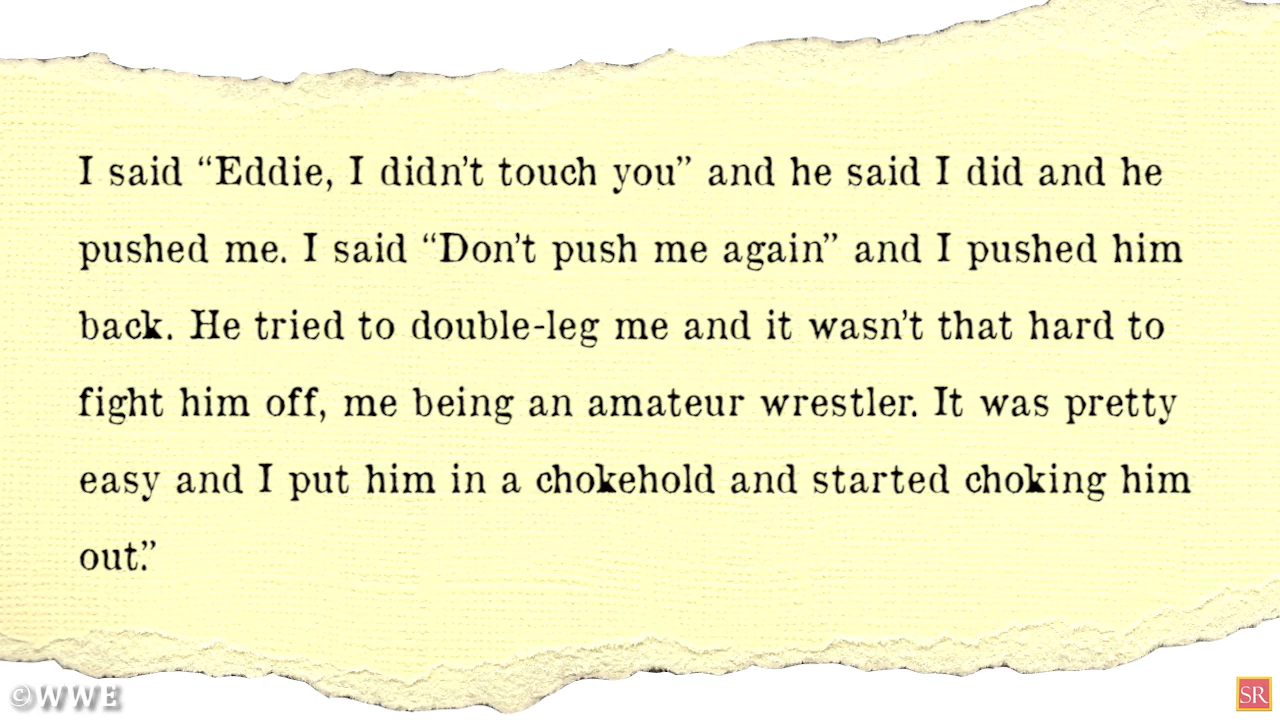 I said “Eddie, I didn’t touch you” and he said I did and he
pushed me. I said “Don’t push me again” and I pushed him
back. He tried to double-leg me and it wasn’t that hard to
fight him off, me being an amateur wrestler. It was pretty
easy and I put him in a chokehold and started choking him
out.”
©WWE
SR